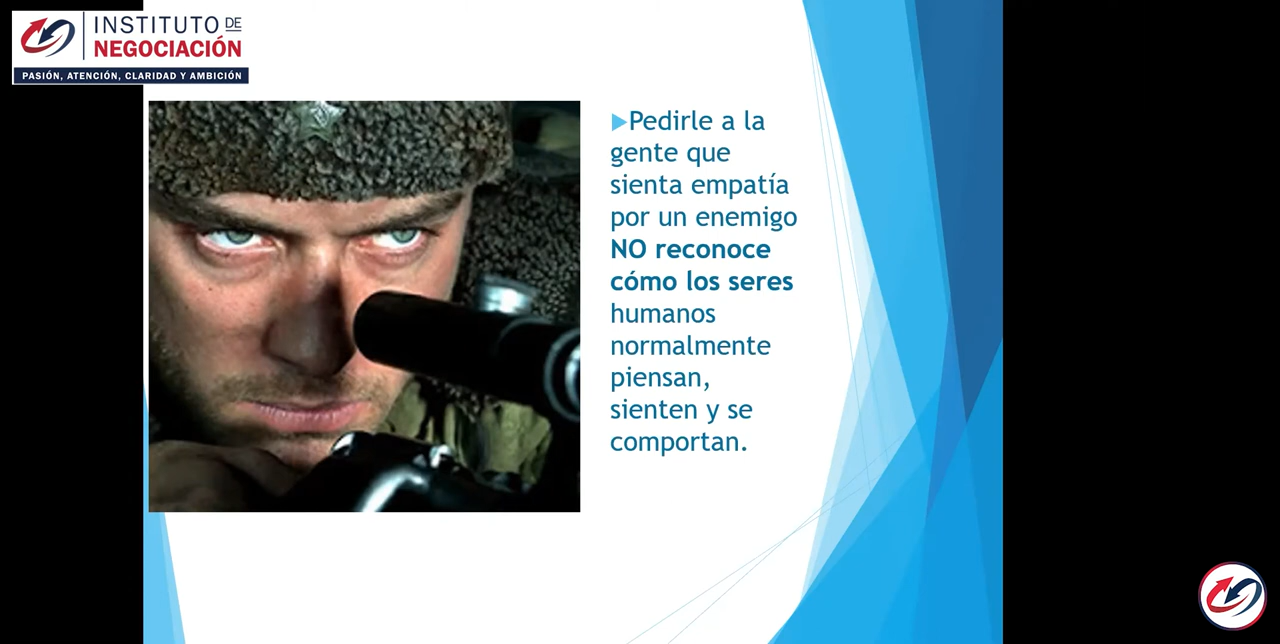 INSTITUTO DE
NEGOCIACIÓN
PASIÓN, ATENCIÓN, CLARIDAD Y AMBICIÓN
Pedirle a la
gente que
sienta empatía
por un enemigo
NO reconoce
cómo los seres
humanos
normalmente
piensan,
sienten y se
comportan.